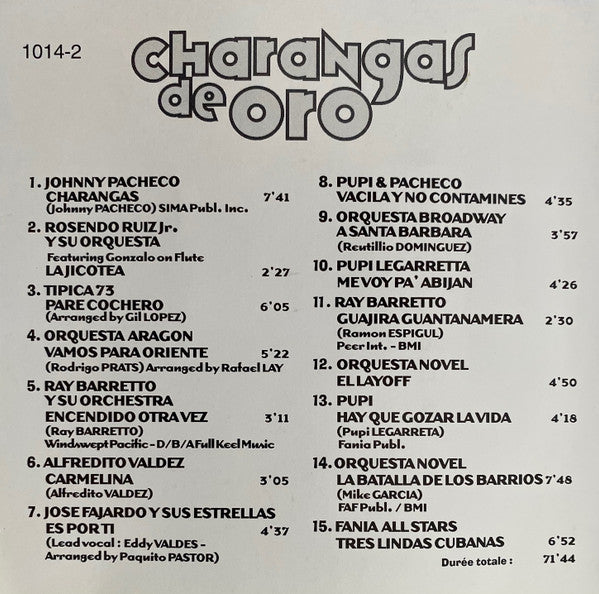 1014-2
charangas
de oro
1. JOHNNY PACHECO
CHARANGAS 7'41
(Johnny PACHECO) SIMA Publ. Inc.
2. ROSENDO RUIZ Jr.
Y SU ORQUESTA
Featuring Gonzalo on Flute
LA JICOTEA 2'27
3. TIPICA 73
PARE COCHERO 6'05
(Arranged by Gil LOPEZ)
4. ORQUESTA ARAGON
VAMOS PARA ORIENTE 5'22
(Rodrigo PRATS) Arranged by Rafael LAY
5. RAY BARRETTO
Y SU ORCHESTRA
ENCENDIDO OTRA VEZ 3'11
(Ray BARRETTO)
Windswept Pacific - D/B/A Full Keel Music
6. ALFREDITO VALDEZ
CARMELINA 3'05
(Alfredito VALDEZ)
7. JOSE FAJARDO Y SUS ESTRELLAS
ES POR TI 4'37
(Lead vocal : Eddy VALDES -
Arranged by Paquito PASTOR)
8. PUPI & PACHECO
VACILA Y NO CONTAMINES 4'35
9. ORQUESTA BROADWAY
A SANTA BARBARA 3'57
(Reutillio DOMINGUEZ)
10. PUPI LEGARRETTA
ME VOY PA' ABIJAN 4'26
11. RAY BARRETTO
GUAJIRA GUANTANAMERA 2'30
(Ramon ESPIGUL)
Peer Int. - BMI
12. ORQUESTA NOVEL
EL LAYOFF 4'50
13. PUPI
HAY QUE GOZAR LA VIDA 4'18
(Pupi LEGARRETA)
Fania Publ.
14. ORQUESTA NOVEL
LA BATALLA DE LOS BARRIOS 7'48
(Mike GARCIA)
FAF Publ. / BMI
15. FANIA ALL STARS
TRES LINDAS CUBANAS 6'52
Durée totale : 71'44